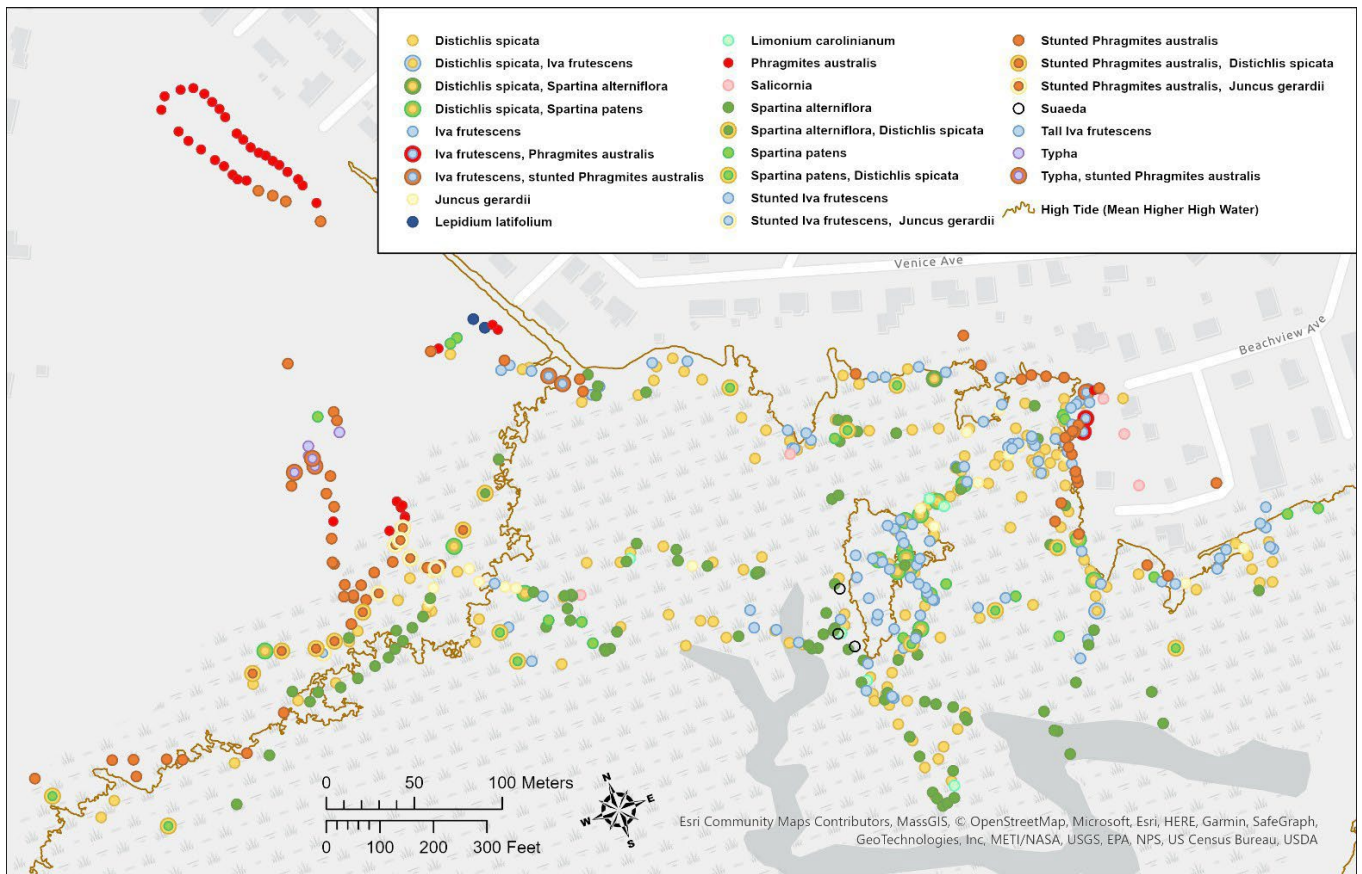 Distichlis spicata
Distichlis spicata, Iva frutescens
Distichlis spicata, Spartina alterniflora
Distichlis spicata, Spartina patens
Iva frutescens
Iva frutescens, Phragmites australis
Iva frutescens, stunted Phragmites australis
Juncus gerardii
Lepidium latifolium
Limonium carolinianum
Phragmites australis
Salicornia
Spartina alterniflora
Spartina alterniflora, Distichlis spicata
Spartina patens
Spartina patens, Distichlis spicata
Stunted Iva frutescens
Stunted Iva frutescens, Juncus gerardii
Stunted Phragmites australis
Stunted Phragmites australis, Distichlis spicata
Stunted Phragmites australis, Juncus gerardii
Suaeda
Tall Iva frutescens
Typha
Typha, stunted Phragmites australis
High Tide (Mean Higher High Water)
Venice Ave
Beachview Ave
0 50 100 Meters
0 100 200 300 Feet
N
E
W
S
Esri Community Maps Contributors, MassGIS, © OpenStreetMap, Microsoft, Esri, HERE, Garmin, SafeGraph,
GeoTechnologies, Inc, METI/NASA, USGS, EPA, NPS, US Census Bureau, USDA